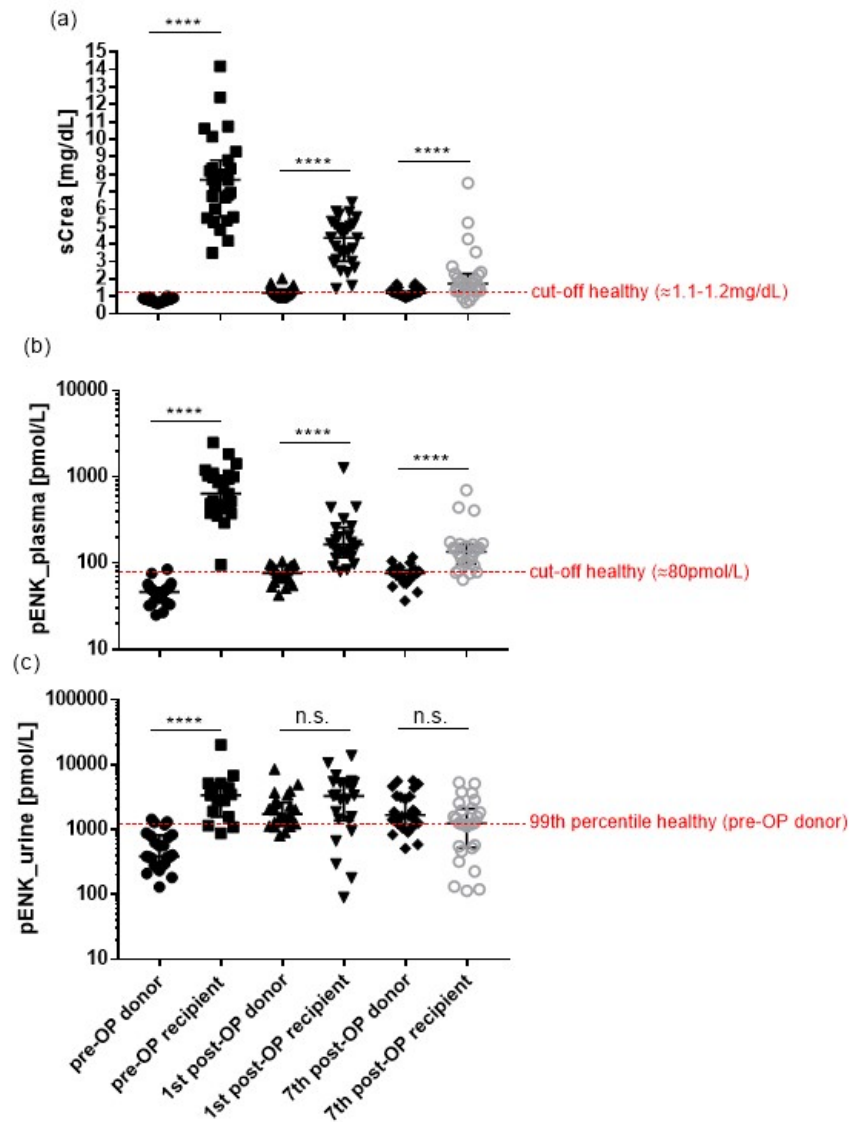 (a)
****
****
****
15
14
13
12
11
10
9
8
7
6
5
4
3
2
1
0
sCrea [mg/dL]
cut-off healthy (≈1.1-1.2mg/dL)
(b)
****
****
****
10000
1000
100
10
pENK_plasma [pmol/L]
cut-off healthy (≈80pmol/L)
(c)
****
n.s.
n.s.
100000
10000
1000
100
10
pENK_urine [pmol/L]
99th percentile healthy (pre-OP donor)
pre-OP donor
pre-OP recipient
1st post-OP donor
1st post-OP recipient
7th post-OP donor
7th post-OP recipient